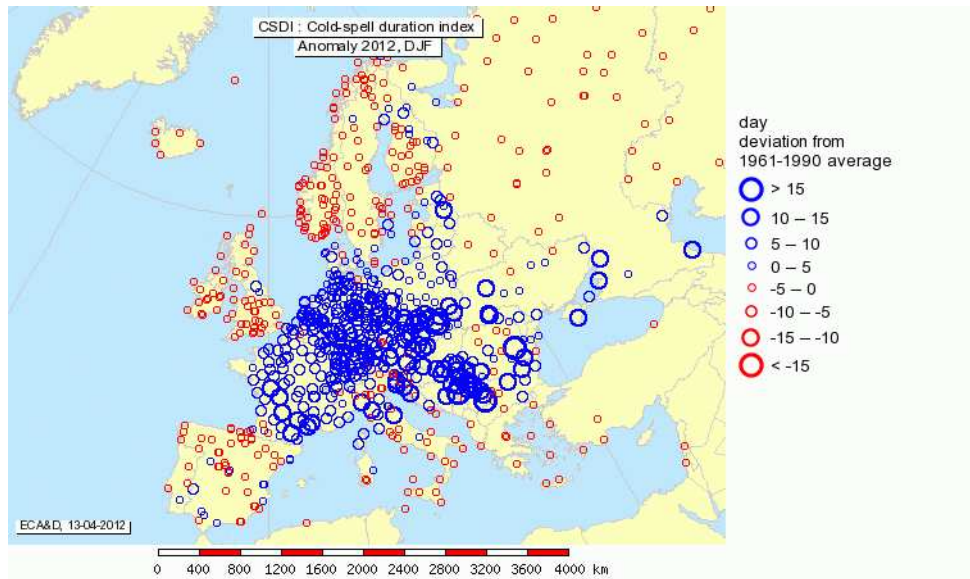 CSDI : Cold-spell duration index
Anomaly 2012, DJF
day
deviation from
1961-1990 average
> 15
10 – 15
5 – 10
0 – 5
-5 – 0
-10 – -5
-15 – -10
< -15
ECA&D, 13-04-2012
0 400 800 1200 1600 2000 2400 2800 3200 3600 4000 km